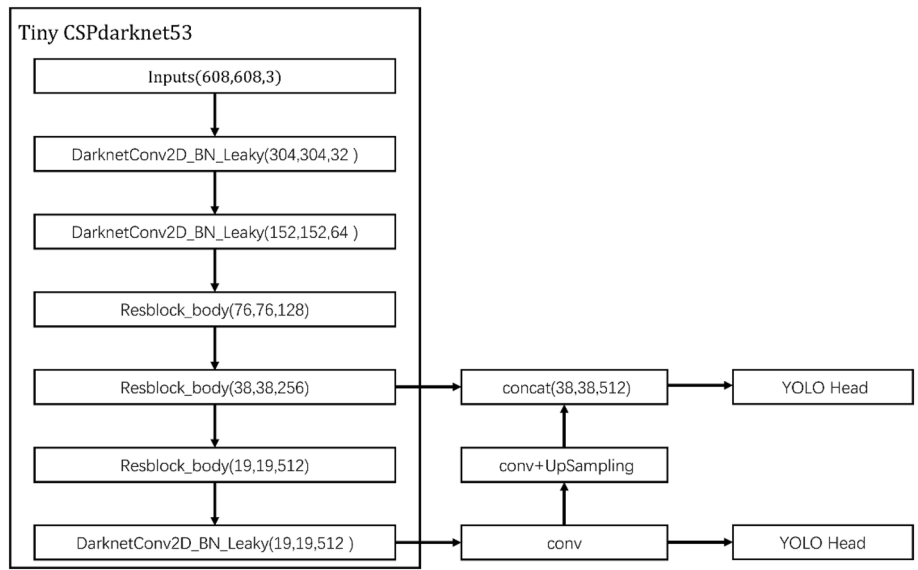 Tiny CSPdarknet53
Inputs(608,608,3)
DarknetConv2D_BN_Leaky(304,304,32 )
DarknetConv2D_BN_Leaky(152,152,64 )
Resblock_body(76,76,128)
Resblock_body(38,38,256)
concat(38,38,512)
YOLO Head
Resblock_body(19,19,512)
conv+UpSampling
DarknetConv2D_BN_Leaky(19,19,512 )
conv
YOLO Head